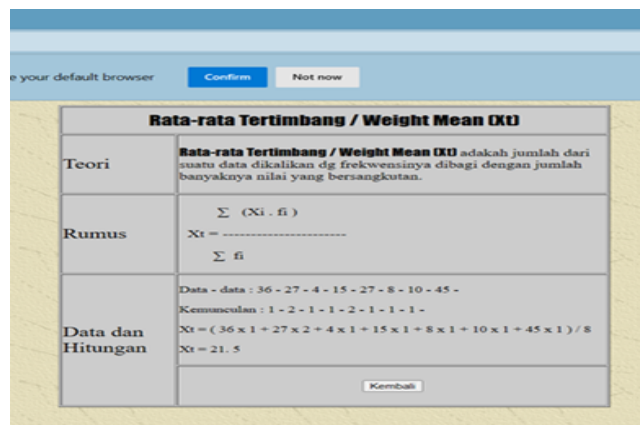 e your default browser Confirm Not now
Rata-rata Tertimbang / Weight Mean (Xt)
Teori
Rata-rata Tertimbang / Weight Mean (Xt) adakah jumlah dari
suatu data dikalikan dg frekwensinya dibagi dengan jumlah
banyaknya nilai yang bersangkutan.
Rumus
∑ (Xi . fi )
Xt = -----------------------
∑ fi
Data dan
Hitungan
Data - data : 36 - 27 - 4 - 15 - 27 - 8 - 10 - 45 -
Kemunculan : 1 - 2 - 1 - 1 - 2 - 1 - 1 - 1 -
Xt = ( 36 x 1 + 27 x 2 + 4 x 1 + 15 x 1 + 8 x 1 + 10 x 1 + 45 x 1 ) / 8
Xt = 21. 5
Kembali